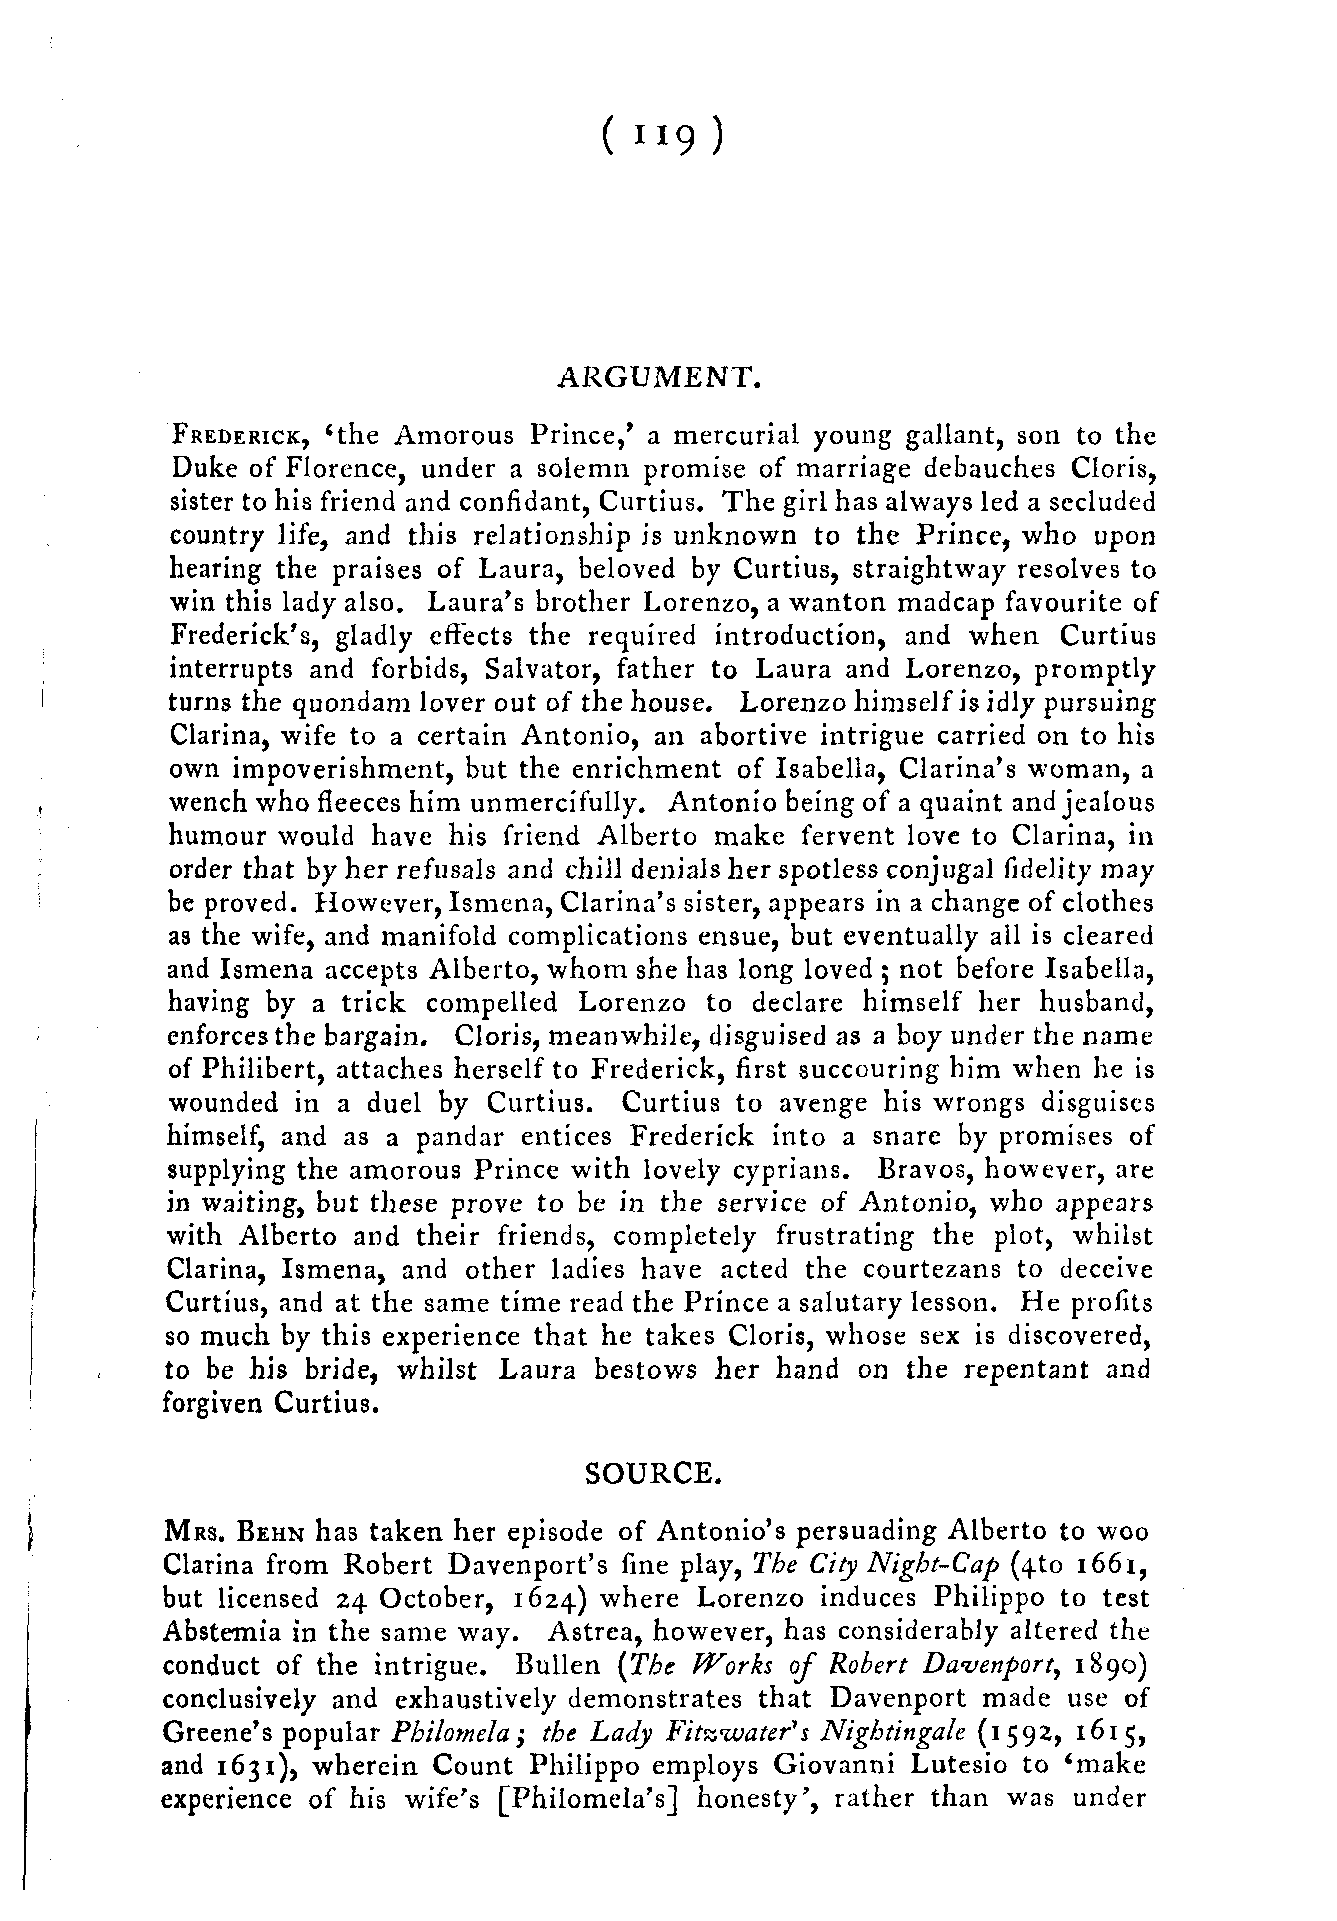 ( 119 )
ARGUMENT.
FREDERICK, ‘the Amorous Prince,’ a mercurial young gallant, son to the
Duke of Florence, under a solemn promise of marriage debauches Cloris,
sister to his friend and confidant, Curtius. The girl has always led a secluded
country life, and this relationship is unknown to the Prince, who upon
hearing the praises of Laura, beloved by Curtius, straightway resolves to
win this lady also. Laura’s brother Lorenzo, a wanton madcap favourite of
Frederick’s, gladly effects the required introduction, and when Curtius
interrupts and forbids, Salvator, father to Laura and Lorenzo, promptly
turns the quondam lover out of the house. Lorenzo himself is idly pursuing
Clarina, wife to a certain Antonio, an abortive intrigue carried on to his
own impoverishment, but the enrichment of Isabella, Clarina’s woman, a
wench who fleeces him unmercifully. Antonio being of a quaint and jealous
humour would have his friend Alberto make fervent love to Clarina, in
order that by her refusals and chill denials her spotless conjugal fidelity may
be proved. However, Ismena, Clarina’s sister, appears in a change of clothes
as the wife, and manifold complications ensue, but eventually all is cleared
and Ismena accepts Alberto, whom she has long loved ; not before Isabella,
having by a trick compelled Lorenzo to declare himself her husband,
enforces the bargain. Cloris, meanwhile, disguised as a boy under the name
of Philibert, attaches herself to Frederick, first succouring him when he is
wounded in a duel by Curtius. Curtius to avenge his wrongs disguises
himself, and as a pandar entices Frederick into a snare by promises of
supplying the amorous Prince with lovely cyprians. Bravos, however, are
in waiting, but these prove to be in the service of Antonio, who appears
with Alberto and their friends, completely frustrating the plot, whilst
Clarina, Ismena, and other ladies have acted the courtezans to deceive
Curtius, and at the same time read the Prince a salutary lesson. He profits
so much by this experience that he takes Cloris, whose sex is discovered,
to be his bride, whilst Laura bestows her hand on the repentant and
forgiven Curtius.
SOURCE.
MRS. BEHN has taken her episode of Antonio’s persuading Alberto to woo
Clarina from Robert Davenport’s fine play, The City Night-Cap (4to 1661,
but licensed 24 October, 1624) where Lorenzo induces Philippo to test
Abstemia in the same way. Astrea, however, has considerably altered the
conduct of the intrigue. Bullen (The Works of Robert Davenport, 1890)
conclusively and exhaustively demonstrates that Davenport made use of
Greene’s popular Philomela ; the Lady Fitzwater’s Nightingale (1592, 1615,
and 1631), wherein Count Philippo employs Giovanni Lutesio to ‘make
experience of his wife’s [Philomela’s] honesty’, rather than was under